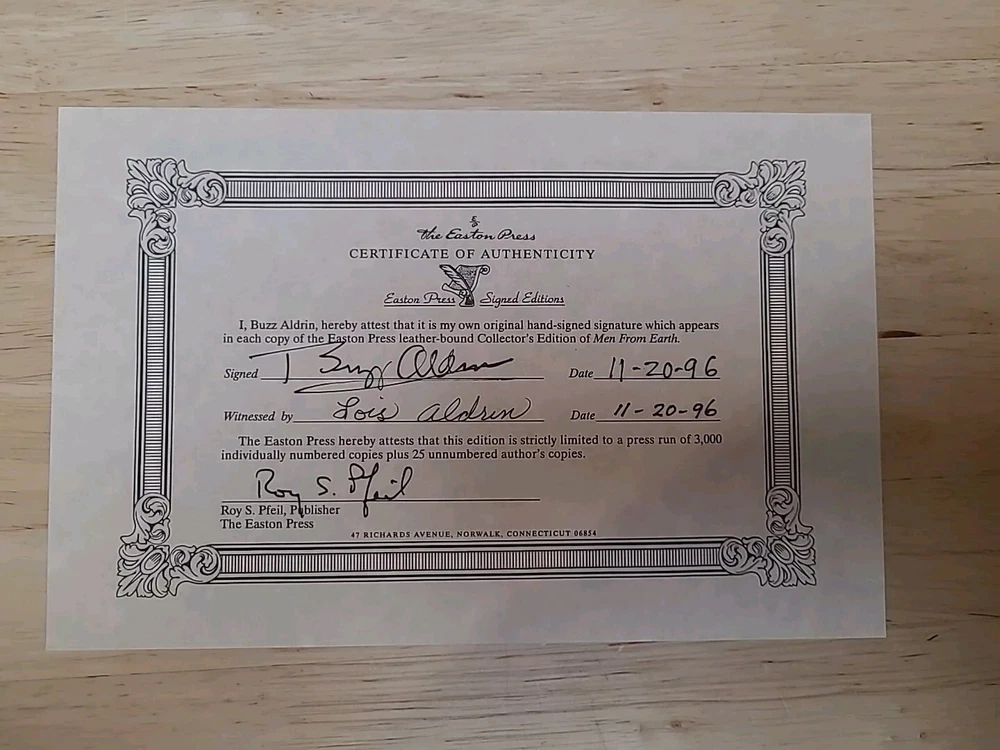 The Easton Press
CERTIFICATE OF AUTHENTICITY
Easton Press Signed Editions
I, Buzz Aldrin, hereby attest that it is my own original hand-signed signature which appears
in each copy of the Easton Press leather-bound Collector's Edition of Men From Earth.
Signed Buzz Aldrin Date 11-20-96
Witnessed by Lois Aldrin Date 11-20-96
The Easton Press hereby attests that this edition is strictly limited to a press run of 3,000
individually numbered copies plus 25 unnumbered author's copies.
Roy S. Pfeil
Roy S. Pfeil, Publisher
The Easton Press
47 RICHARDS AVENUE, NORWALK, CONNECTICUT 06854